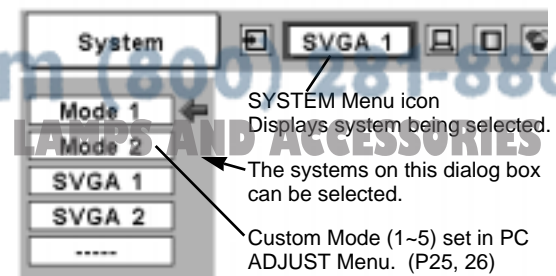 System
SVGA 1
m (800) 281-88
SYSTEM Menu icon
Displays system being selected.
LAMPS AND ACCESSORIES
Mode 1
Mode 2
SVGA 1
SVGA 2
-----
The systems on this dialog box
can be selected.
Custom Mode (1~5) set in PC
ADJUST Menu. (P25, 26)